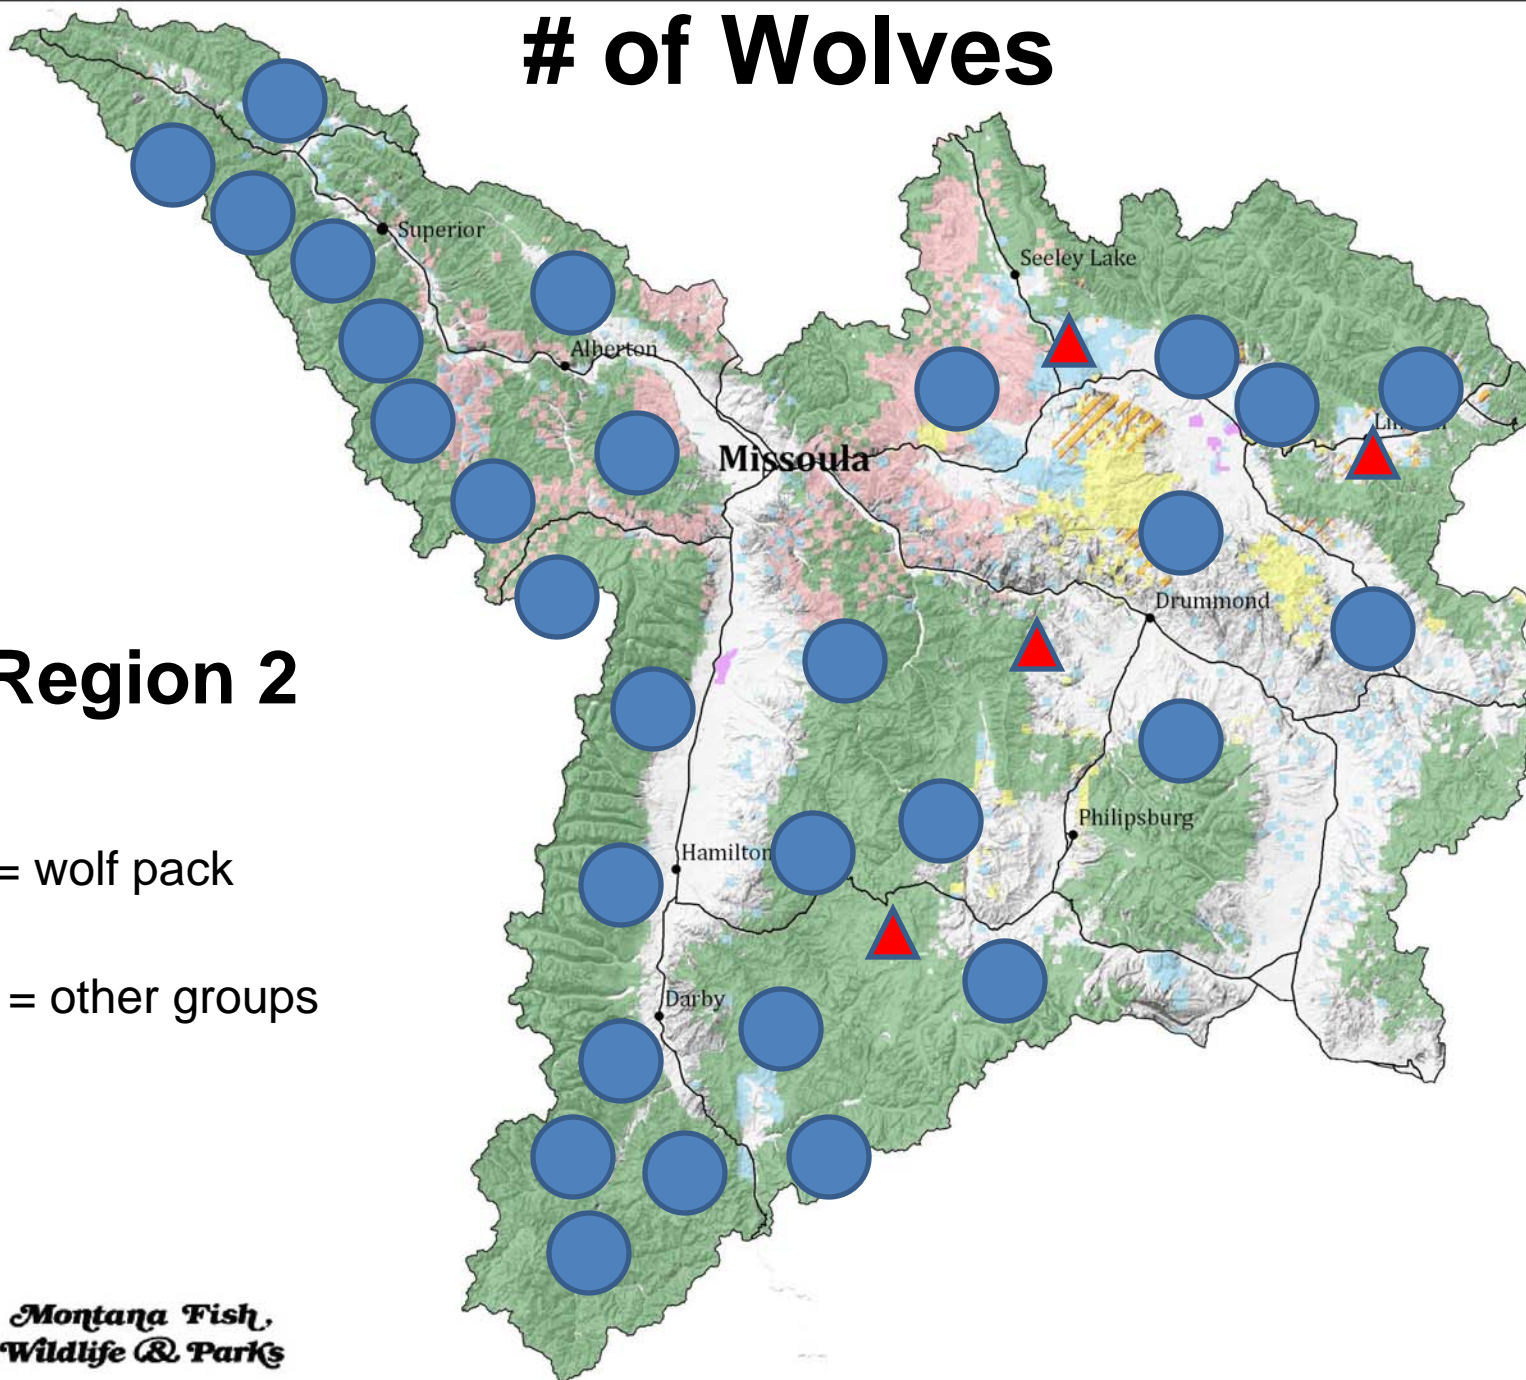 # of Wolves
Superior
Seeley Lake
Alberton
Missoula
Drummond
Region 2
Philipsburg
Hamilton
= wolf pack
= other groups
Darby
Montana Fish,
Wildlife & Parks